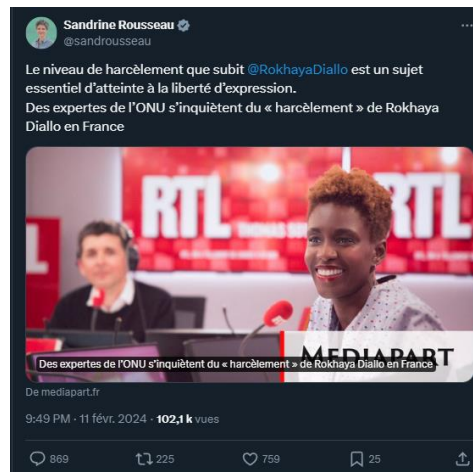 Sandrine Rousseau
@sandrousseau
Le niveau de harcèlement que subit @RokhayaDiallo est un sujet
essentiel d'atteinte à la liberté d'expression.
Des expertes de l'ONU s'inquiètent du « harcèlement » de Rokhaya
Diallo en France
RTL
RTL
MEDIAPART
Des expertes de l'ONU s'inquiètent du « harcèlement » de Rokhaya Diallo en France
De mediapart.fr
9:49 PM · 11 févr. 2024 · 102,1 k vues
869 225 759 25